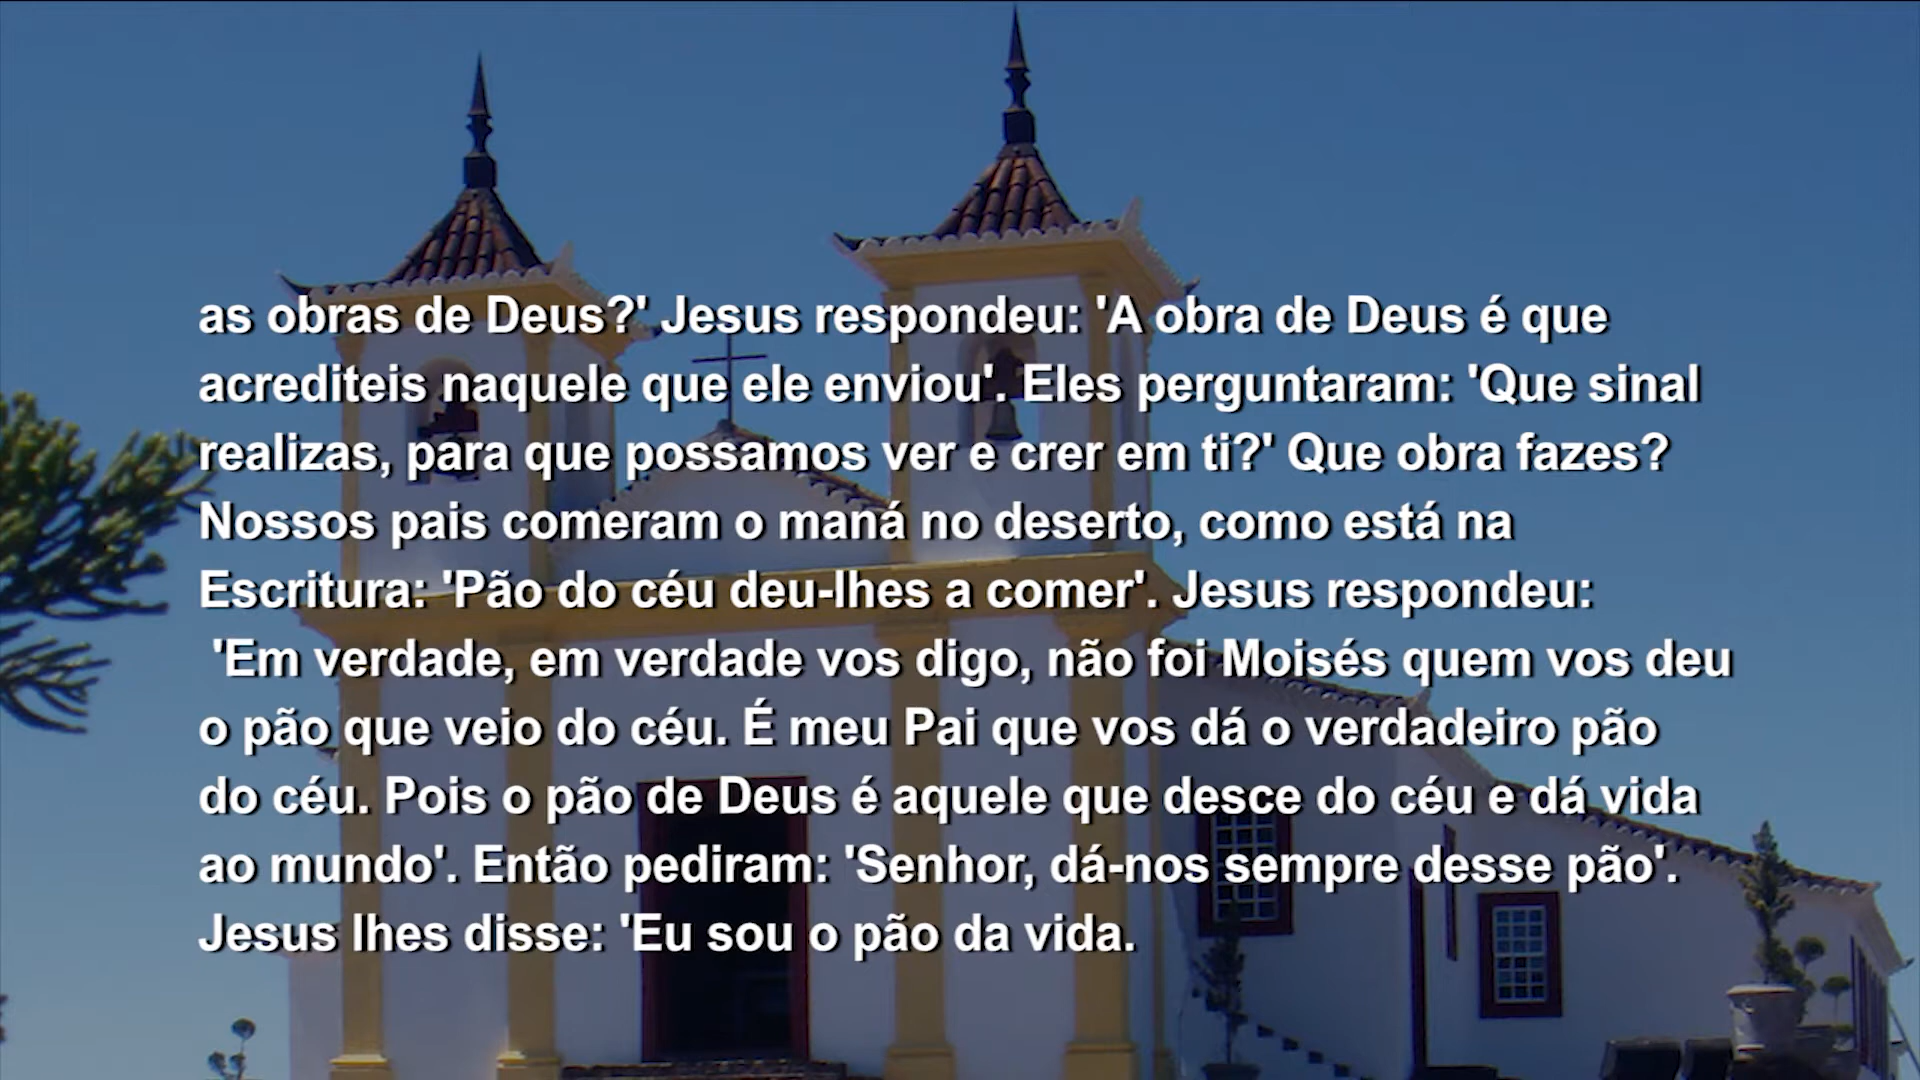 as obras de Deus?' Jesus respondeu: 'A obra de Deus é que
acrediteis naquele que ele enviou'. Eles perguntaram: 'Que sinal
realizas, para que possamos ver e crer em ti?' Que obra fazes?
Nossos pais comeram o maná no deserto, como está na
Escritura: 'Pão do céu deu-lhes a comer'. Jesus respondeu:
'Em verdade, em verdade vos digo, não foi Moisés quem vos deu
o pão que veio do céu. É meu Pai que vos dá o verdadeiro pão
do céu. Pois o pão de Deus é aquele que desce do céu e dá vida
ao mundo'. Então pediram: 'Senhor, dá-nos sempre desse pão'.
Jesus lhes disse: 'Eu sou o pão da vida.